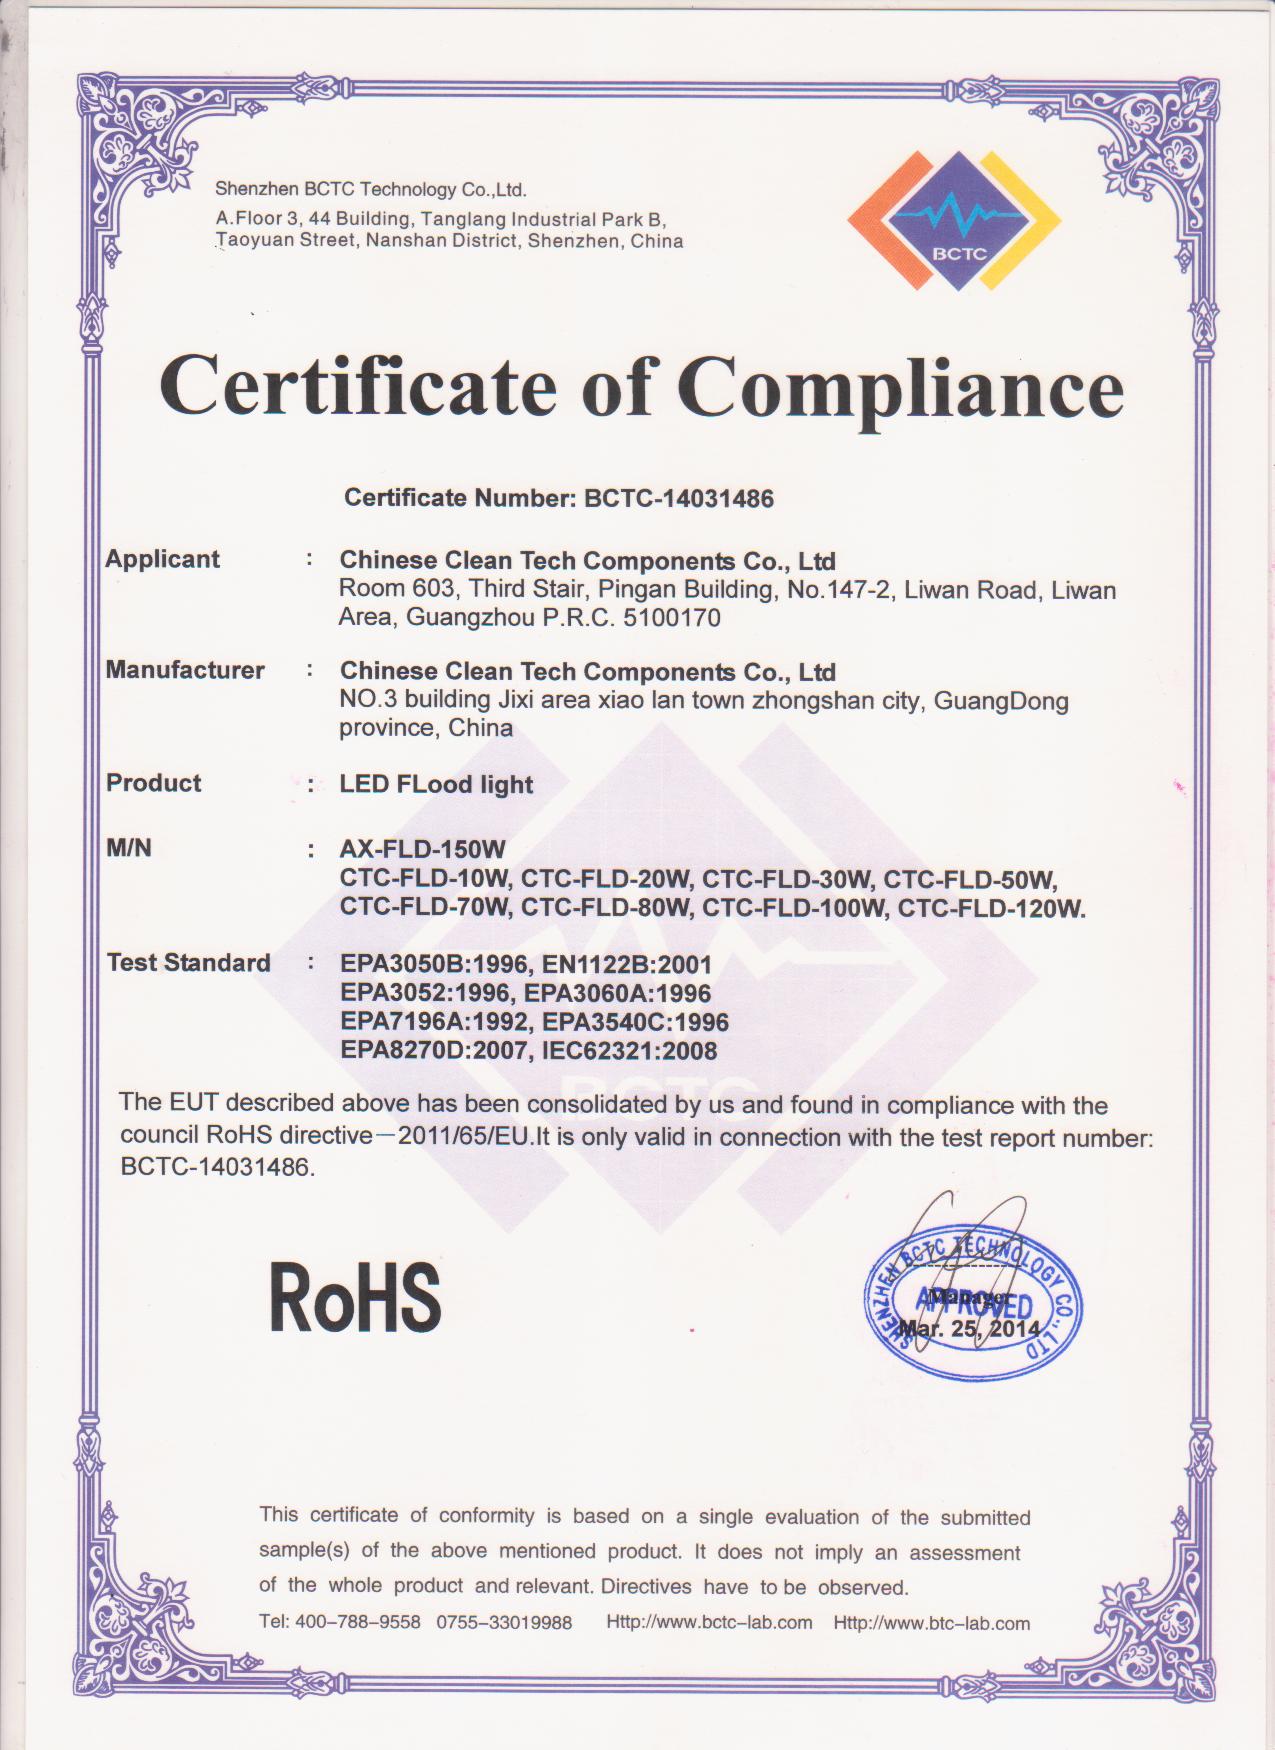 Shenzhen BCTC Technology Co.,Ltd.
A.Floor 3, 44 Building, Tanglang Industrial Park B,
Taoyuan Street, Nanshan District, Shenzhen, China
BCTC
Certificate of Compliance
Certificate Number: BCTC-14031486
Applicant : Chinese Clean Tech Components Co., Ltd
Room 603, Third Stair, Pingan Building, No.147-2, Liwan Road, Liwan
Area, Guangzhou P.R.C. 5100170
Manufacturer : Chinese Clean Tech Components Co., Ltd
NO.3 building Jixi area xiao lan town zhongshan city, GuangDong
province, China
Product : LED FLood light
M/N : AX-FLD-150W
CTC-FLD-10W, CTC-FLD-20W, CTC-FLD-30W, CTC-FLD-50W,
CTC-FLD-70W, CTC-FLD-80W, CTC-FLD-100W, CTC-FLD-120W.
Test Standard : EPA3050B:1996, EN1122B:2001
EPA3052:1996, EPA3060A:1996
EPA7196A:1992, EPA3540C:1996
EPA8270D:2007, IEC62321:2008
BCTC
The EUT described above has been consolidated by us and found in compliance with the
council RoHS directive—2011/65/EU.It is only valid in connection with the test report number:
BCTC-14031486.
RoHS
SHENZHEN BCTC TECHNOLOGY CO., LTD
APPROVED
Manager
Mar. 25, 2014
This certificate of conformity is based on a single evaluation of the submitted
sample(s) of the above mentioned product. It does not imply an assessment
of the whole product and relevant. Directives have to be observed.
Tel: 400-788-9558 0755-33019988 Http://www.bctc-lab.com Http://www.btc-lab.com